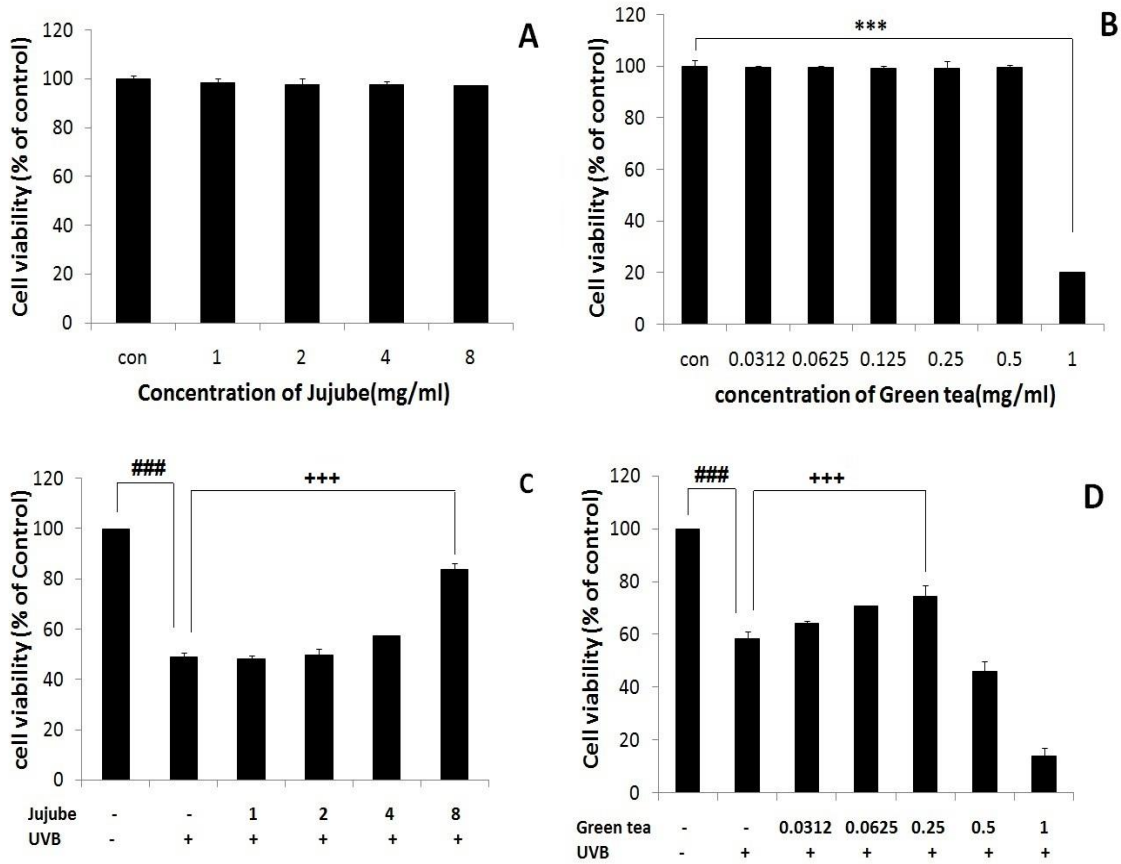 A
Cell viability (% of control)
120
100
80
60
40
20
0
con 1 2 4 8
Concentration of Jujube(mg/ml)
B
***
Cell viability (% of control)
120
100
80
60
40
20
0
con 0.0312 0.0625 0.125 0.25 0.5 1
concentration of Green tea(mg/ml)
C
### +++
cell viability (% of Control)
120
100
80
60
40
20
0
Jujube - - 1 2 4 8
UVB - + + + + +
D
### +++
Cell viability (% of control)
120
100
80
60
40
20
0
Green tea - - 0.0312 0.0625 0.25 0.5 1
UVB - + + + + + +